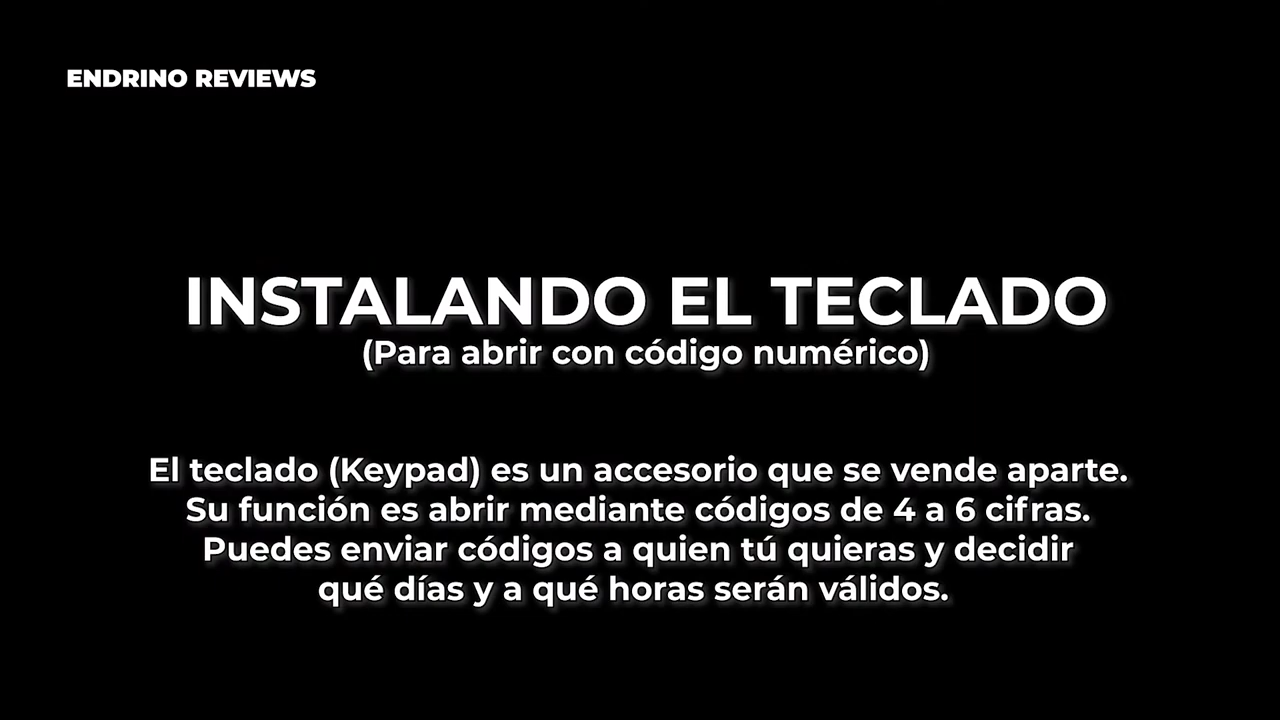 ENDRINO REVIEWS
INSTALANDO EL TECLADO
(Para abrir con código numérico)
El teclado (Keypad) es un accesorio que se vende aparte.
Su función es abrir mediante códigos de 4 a 6 cifras.
Puedes enviar códigos a quien tú quieras y decidir
qué días y a qué horas serán válidos.